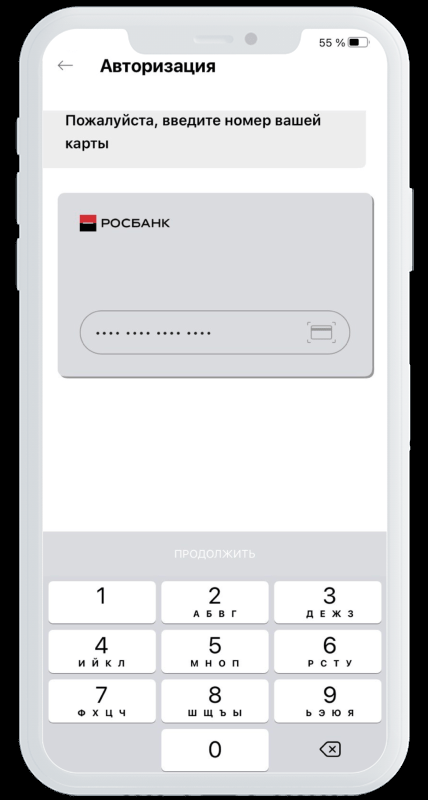 55 %
Авторизация
Пожалуйста, введите номер вашей
карты
РОСБАНК
•••• •••• •••• ••••
ПРОДОЛЖИТЬ
1 2 3
А Б В Г Д Е Ж З
4 5 6
И Й К Л М Н О П Р С Т У
7 8 9
Ф Х Ц Ч Ш Щ Ъ Ы Ь Э Ю Я
0